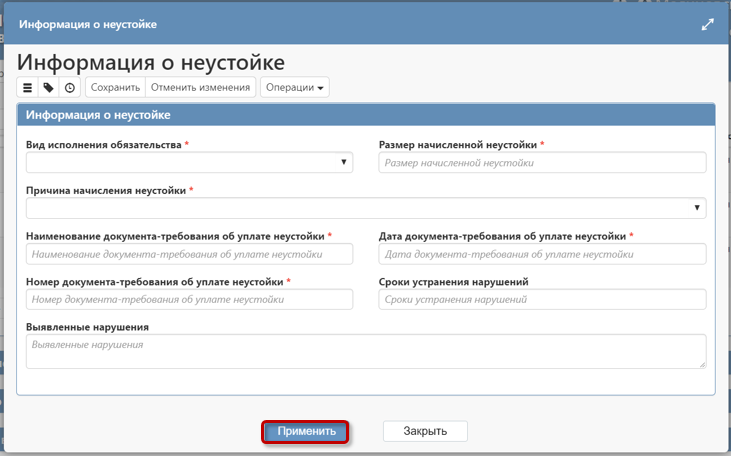 Информация о неустойке
Информация о неустойке
Сохранить Отменить изменения Операции
Информация о неустойке
Вид исполнения обязательства * Размер начисленной неустойки *
Размер начисленной неустойки
Причина начисления неустойки *
Наименование документа-требования об уплате неустойки * Дата документа-требования об уплате неустойки *
Наименование документа-требования об уплате неустойки Дата документа-требования об уплате неустойки
Номер документа-требования об уплате неустойки * Сроки устранения нарушений
Номер документа-требования об уплате неустойки Сроки устранения нарушений
Выявленные нарушения
Выявленные нарушения
Применить Закрыть